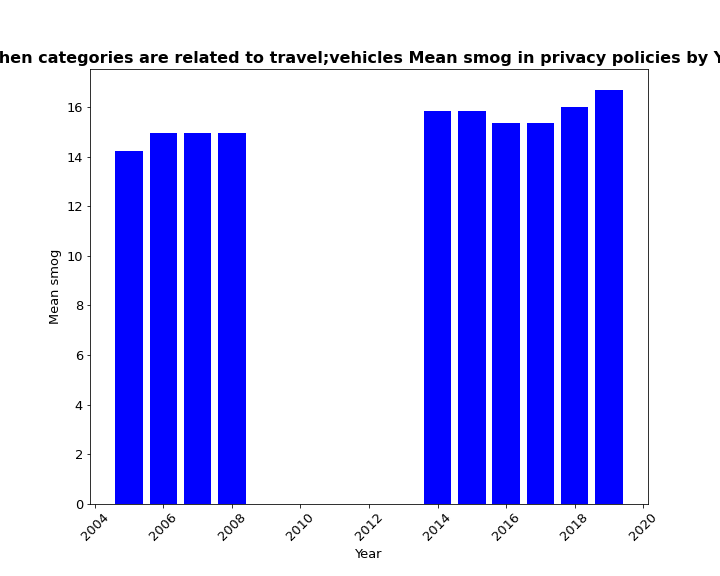 hen categories are related to travel;vehicles Mean smog in privacy policies by Y
16
14
12
10
8
6
4
2
0
Mean smog
2004 2006 2008 2010 2012 2014 2016 2018 2020
Year